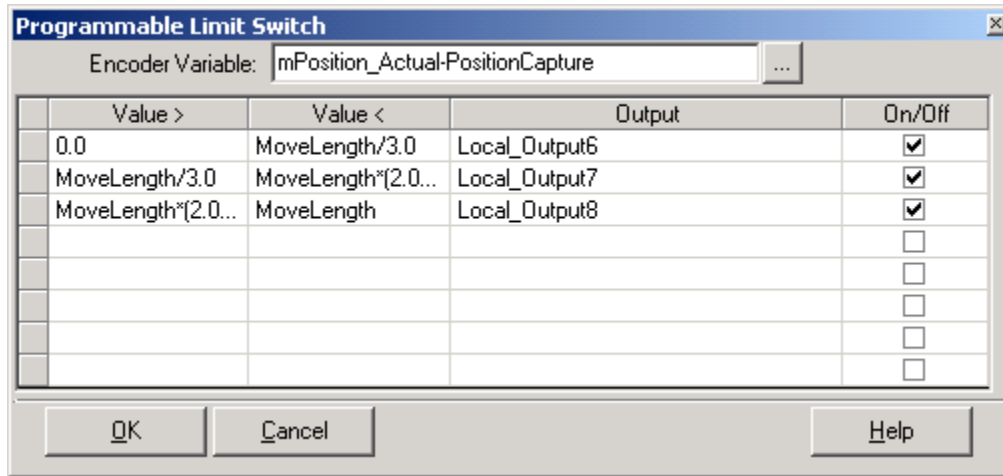 Programmable Limit Switch
Encoder Variable: mPosition_Actual-PositionCapture ...
Value > Value < Output On/Off
0.0 MoveLength/3.0 Local_Output6
MoveLength/3.0 MoveLength*(2.0... Local_Output7
MoveLength*(2.0... MoveLength Local_Output8
OK Cancel Help